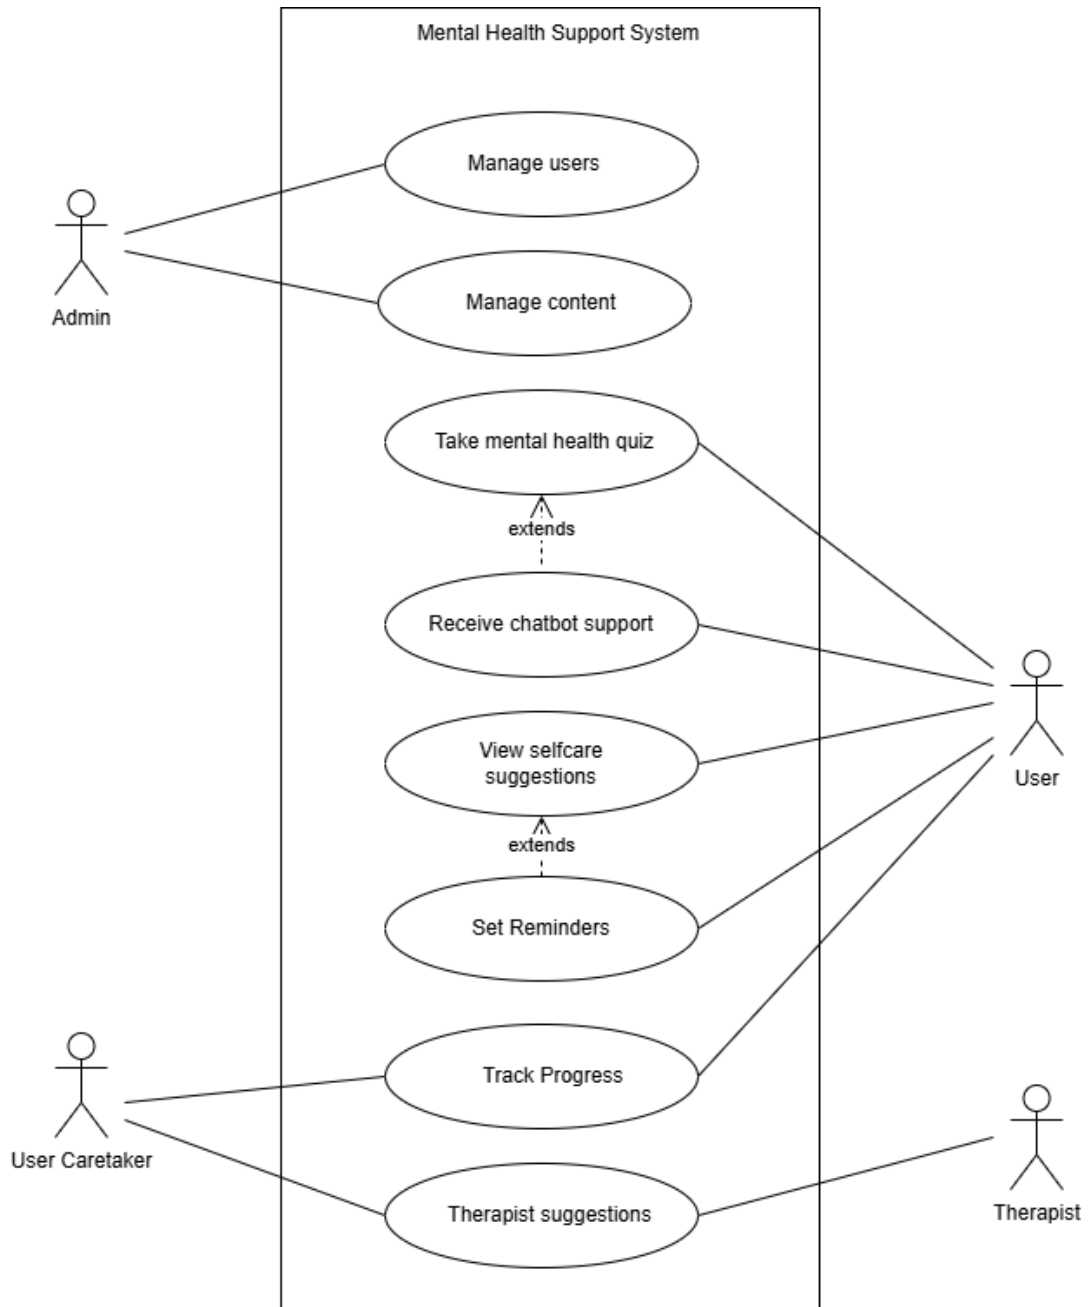 Mental Health Support System
Manage users
Admin
Manage content
Take mental health quiz
extends
Receive chatbot support
View selfcare
suggestions
User
extends
Set Reminders
Track Progress
User Caretaker
Therapist suggestions
Therapist